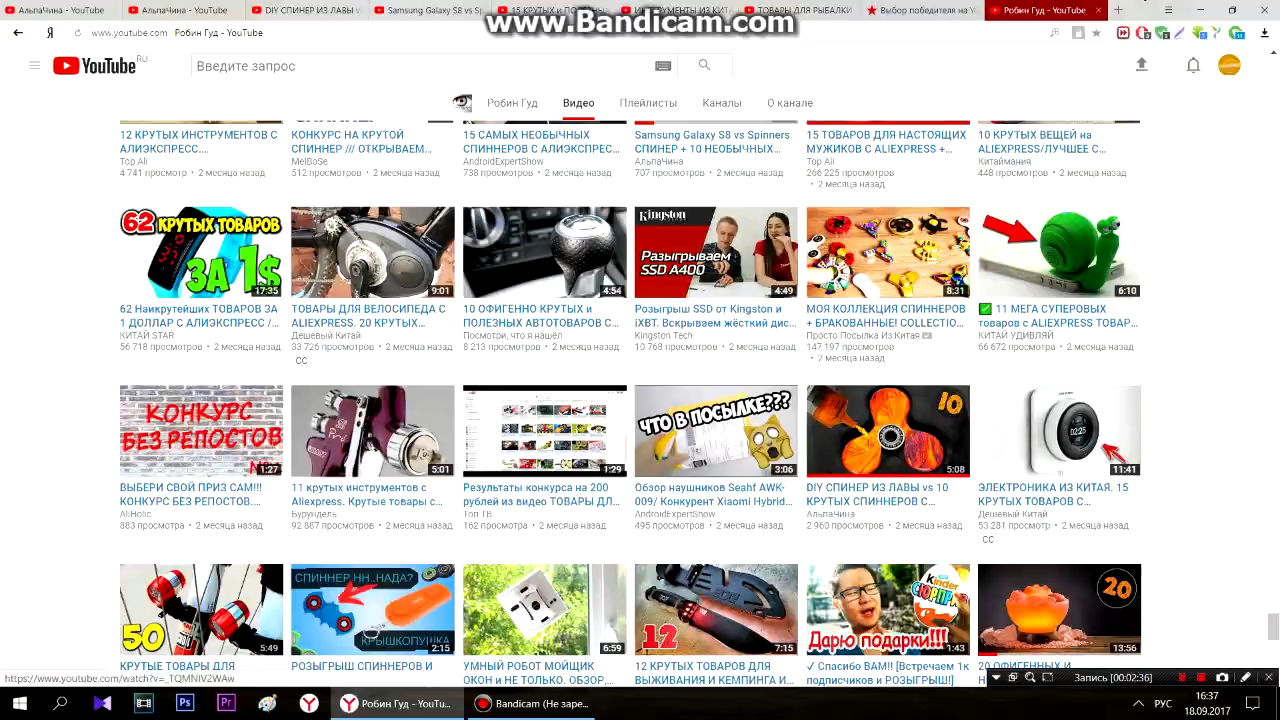 www.Bandicam.com
АльпаЧина - YouTube
DIY СПИНЕР ИЗ
Samsung Galaxy S8 vs Sp
15 КРУТЫХ и
ТОВАРЫ ДЛЯ РЫБАЛКИ
Выбор победителя на
Робин Гуд – YouTube
www.youtube.com Робин Гуд - YouTube
YouTube RU
Введите запрос
Робин Гуд Видео Плейлисты Каналы О канале
12 КРУТЫХ ИНСТРУМЕНТОВ С
АЛИЭКСПРЕСС....
Top Ali
4 741 просмотр • 2 месяца назад
КОНКУРС НА КРУТОЙ
СПИННЕР /// ОТКРЫВАЕМ...
MelBoSe
512 просмотров • 2 месяца назад
15 САМЫХ НЕОБЫЧНЫХ
СПИННЕРОВ С АЛИЭКСПРЕС...
AndroidExpertShow
738 просмотров • 2 месяца назад
Samsung Galaxy S8 vs Spinners
СПИНЕР + 10 НЕОБЫЧНЫХ...
АльпаЧина
707 просмотров • 2 месяца назад
15 ТОВАРОВ ДЛЯ НАСТОЯЩИХ
МУЖИКОВ С ALIEXPRESS +...
Top Ali
266 225 просмотров
• 2 месяца назад
10 КРУТЫХ ВЕЩЕЙ на
ALIEXPRESS/ЛУЧШЕЕ С...
Китаймания
448 просмотров • 2 месяца назад
62 КРУТЫХ ТОВАРОВ
ЗА 1$
17:35
62 Наикрутейших ТОВАРОВ ЗА
1 ДОЛЛАР С АЛИЭКСПРЕСС /...
КИТАЙ STAR
56 718 просмотров • 2 месяца назад
9:01
ТОВАРЫ ДЛЯ ВЕЛОСИПЕДА С
ALIEXPRESS. 20 КРУТЫХ...
Дешевый Китай
33 726 просмотров • 2 месяца назад
CC
4:54
10 ОФИГЕННО КРУТЫХ и
ПОЛЕЗНЫХ АВТОТОВАРОВ С...
Посмотри, что я нашёл
8 213 просмотров • 2 месяца назад
Kingston
Разыгрываем
SSD A400
4:49
Розыгрыш SSD от Kingston и
iXBT. Вскрываем жёсткий дис...
Kingston Tech
10 768 просмотров • 2 месяца назад
8:31
МОЯ КОЛЛЕКЦИЯ СПИННЕРОВ
+ БРАКОВАННЫЕ! COLLECTIO...
Просто Посылка Из Китая
147 197 просмотров
• 2 месяца назад
6:10
11 МЕГА СУПЕРОВЫХ
товаров с ALIEXPRESS ТОВАР...
КИТАЙ УДИВЛЯЙ
66 672 просмотра • 2 месяца назад
КОНКУРС
БЕЗ РЕПОСТОВ
1:27
ВЫБЕРИ СВОЙ ПРИЗ САМ!!!
КОНКУРС БЕЗ РЕПОСТОВ....
AliHolic
883 просмотра • 2 месяца назад
5:01
11 крутых инструментов с
Aliexpress. Крутые товары с...
Бурундель
92 887 просмотров • 2 месяца назад
1:29
Результаты конкурса на 200
рублей из видео ТОВАРЫ ДЛ...
Топ ТВ
162 просмотра • 2 месяца назад
ЧТО В ПОСЫЛКЕ???
3:06
Обзор наушников Seahf AWK-
009/ Конкурент Xiaomi Hybrid...
AndroidExpertShow
495 просмотров • 2 месяца назад
10
5:08
DIY СПИНЕР ИЗ ЛАВЫ vs 10
КРУТЫХ СПИННЕРОВ С...
АльпаЧина
2 960 просмотров • 2 месяца назад
02:25
11:41
ЭЛЕКТРОНИКА ИЗ КИТАЯ. 15
КРУТЫХ ТОВАРОВ С...
Дешевый Китай
53 281 просмотр • 2 месяца назад
CC
50
5:49
КРУТЫЕ ТОВАРЫ ДЛЯ
СПИННЕР НН..НАДА?
КРЫШКОПУШКА
2:15
РОЗЫГРЫШ СПИННЕРОВ И
6:59
УМНЫЙ РОБОТ МОЙЩИК
ОКОН и НЕ ТОЛЬКО. ОБЗОР,...
12
7:15
12 КРУТЫХ ТОВАРОВ ДЛЯ
ВЫЖИВАНИЯ И КЕМПИНГА И...
Kinder
СЮРПР
Дарю подарки!!!
1:43
✓ Спасибо ВАМ!! [Встречаем 1к
подписчиков и РОЗЫГРЫШ!]
20
13:56
20 ОФИГЕННЫХ И
https://www.youtube.com/watch?v=_TQMNIV2WAw
Запись [00:02:36]
Робин Гуд - YouTu...
Bandicam (Не заре...
РУС
16:37
18.09.2017